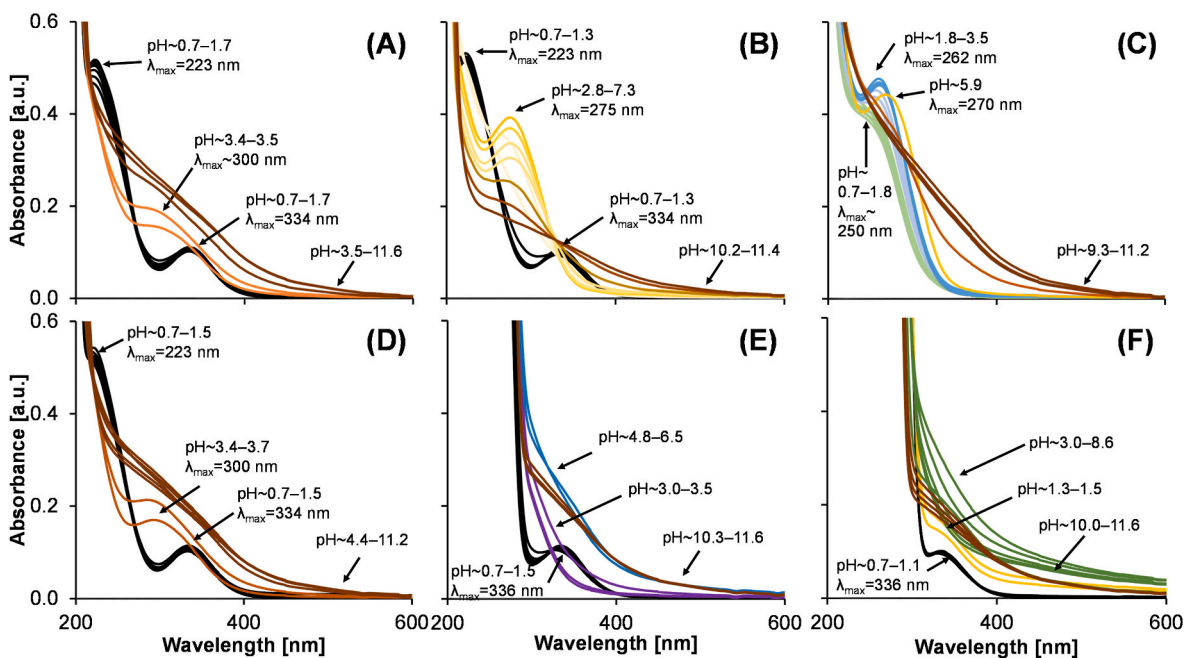 0.6
0.4
0.2
0.0
Absorbance [a.u.]
(A)
pH~0.7–1.7
λmax=223 nm
pH~3.4–3.5
λmax~300 nm
pH~0.7–1.7
λmax=334 nm
pH~3.5–11.6
(B)
pH~0.7–1.3
λmax=223 nm
pH~2.8–7.3
λmax=275 nm
pH~0.7–1.3
λmax=334 nm
pH~10.2–11.4
(C)
pH~1.8–3.5
λmax=262 nm
pH~5.9
λmax=270 nm
pH~
0.7–1.8
λmax~
250 nm
pH~9.3–11.2
0.6
0.4
0.2
0.0
Absorbance [a.u.]
(D)
pH~0.7–1.5
λmax=223 nm
pH~3.4–3.7
λmax=300 nm
pH~0.7–1.5
λmax=334 nm
pH~4.4–11.2
200
400
600
Wavelength [nm]
(E)
pH~4.8–6.5
pH~3.0–3.5
pH~0.7–1.5
λmax=336 nm
pH~10.3–11.6
200
400
600
Wavelength [nm]
(F)
pH~3.0–8.6
pH~1.3–1.5
pH~10.0–11.6
pH~0.7–1.1
λmax=336 nm
200
400
600
Wavelength [nm]